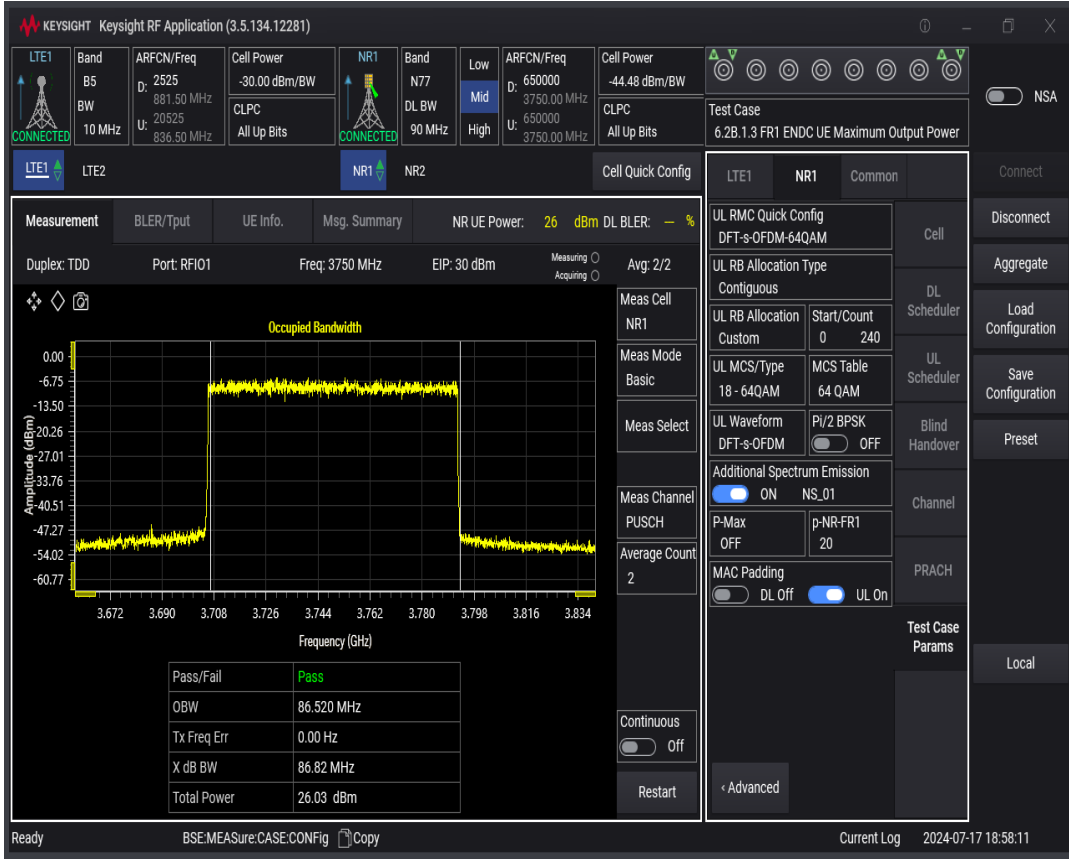 KEYSIGHT Keysight RF Application (3.5.134.12281)
LTE1 Band B5 BW 10 MHz CONNECTED
ARFCN/Freq D: 2525 881.50 MHz U: 20525 836.50 MHz
Cell Power -30.00 dBm/BW
CLPC All Up Bits
NR1 Band N77 DL BW 90 MHz CONNECTED
Low Mid High
ARFCN/Freq D: 650000 3750.00 MHz U: 650000 3750.00 MHz
Cell Power -44.48 dBm/BW
CLPC All Up Bits
A V A V
Test Case
6.2B.1.3 FR1 ENDC UE Maximum Output Power
NSA
LTE1 LTE2 NR1 NR2 Cell Quick Config
LTE1 NR1 Common
Connect
Disconnect
Aggregate
Load Configuration
Save Configuration
Preset
Local
Measurement BLER/Tput UE Info. Msg. Summary NR UE Power: 26 dBm DL BLER: — %
Duplex: TDD Port: RFIO1 Freq: 3750 MHz EIP: 30 dBm Measuring Acquiring Avg: 2/2
Occupied Bandwidth
Amplitude (dBm)
0.00
-6.75
-13.50
-20.26
-27.01
-33.76
-40.51
-47.27
-54.02
-60.77
3.672 3.690 3.708 3.726 3.744 3.762 3.780 3.798 3.816 3.834
Frequency (GHz)
Pass/Fail Pass
OBW 86.520 MHz
Tx Freq Err 0.00 Hz
X dB BW 86.82 MHz
Total Power 26.03 dBm
Meas Cell
NR1
Meas Mode
Basic
Meas Select
Meas Channel
PUSCH
Average Count
2
Continuous
Off
Restart
UL RMC Quick Config
DFT-s-OFDM-64QAM
UL RB Allocation Type
Contiguous
UL RB Allocation Start/Count
Custom 0 240
UL MCS/Type MCS Table
18 - 64QAM 64 QAM
UL Waveform Pi/2 BPSK
DFT-s-OFDM OFF
Additional Spectrum Emission
ON NS_01
P-Max p-NR-FR1
OFF 20
MAC Padding
DL Off UL On
Cell
DL Scheduler
UL Scheduler
Blind Handover
Channel
PRACH
Test Case Params
‹ Advanced
Ready BSE:MEASure:CASE:CONFig Copy Current Log 2024-07-17 18:58:11